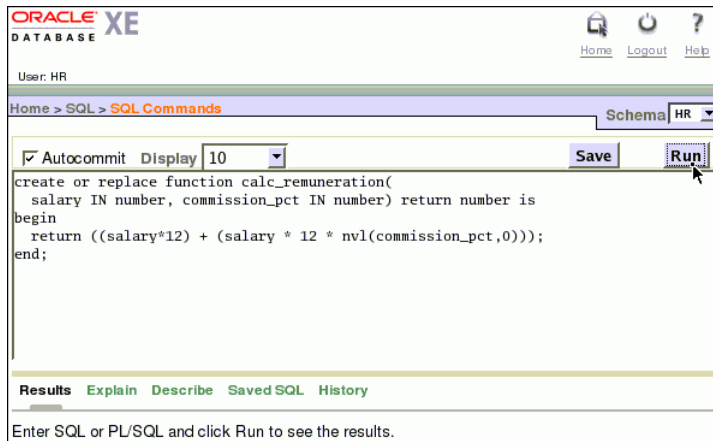 ORACLE XE
DATABASE
Home Logout Help
User: HR
Home > SQL > SQL Commands
Schema HR
Autocommit Display 10 Save Run
create or replace function calc_remuneration(
  salary IN number, commission_pct IN number) return number is
begin
  return ((salary*12) + (salary * 12 * nvl(commission_pct,0)));
end;
Results Explain Describe Saved SQL History
Enter SQL or PL/SQL and click Run to see the results.